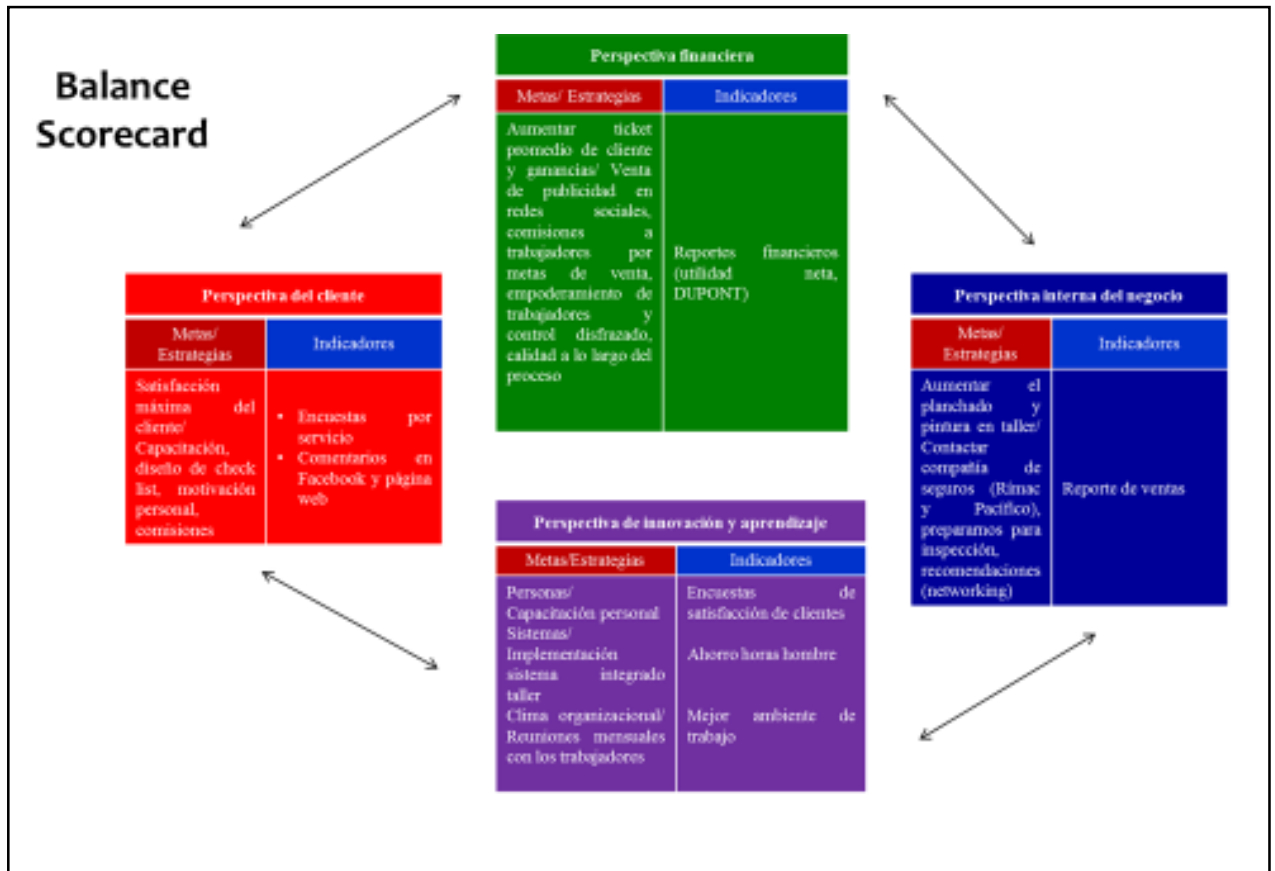 Balance
Scorecard
Perspectiva financiera
Metas/ Estrategias
Indicadores
Aumentar ticket
promedio de cliente
y ganancias/ Venta
de publicidad en
redes sociales,
comisiones a
trabajadores por
metas de venta,
empoderamiento de
trabajadores y
control disfrazado,
calidad a lo largo del
proceso
Reportes financieros
(utilidad neta,
DUPONT)
Perspectiva del cliente
Metas/
Estrategias
Indicadores
Satisfacción
máxima del
cliente/
Capacitación,
diseño de check
list, motivación
personal,
comisiones
• Encuestas por
servicio
• Comentarios en
Facebook y página
web
Perspectiva interna del negocio
Metas/
Estrategias
Indicadores
Aumentar el
planchado y
pintura en taller/
Contactar
compañía de
seguros (Rímac
y Pacífico),
preparamos para
inspección,
recomendaciones
(networking)
Reporte de ventas
Perspectiva de innovación y aprendizaje
Metas/Estrategias
Indicadores
Personas/
Capacitación personal
Sistemas/
Implementación
sistema integrado
taller
Clima organizacional/
Reuniones mensuales
con los trabajadores
Encuestas de
satisfacción de clientes
Ahorro horas hombre
Mejor ambiente de
trabajo